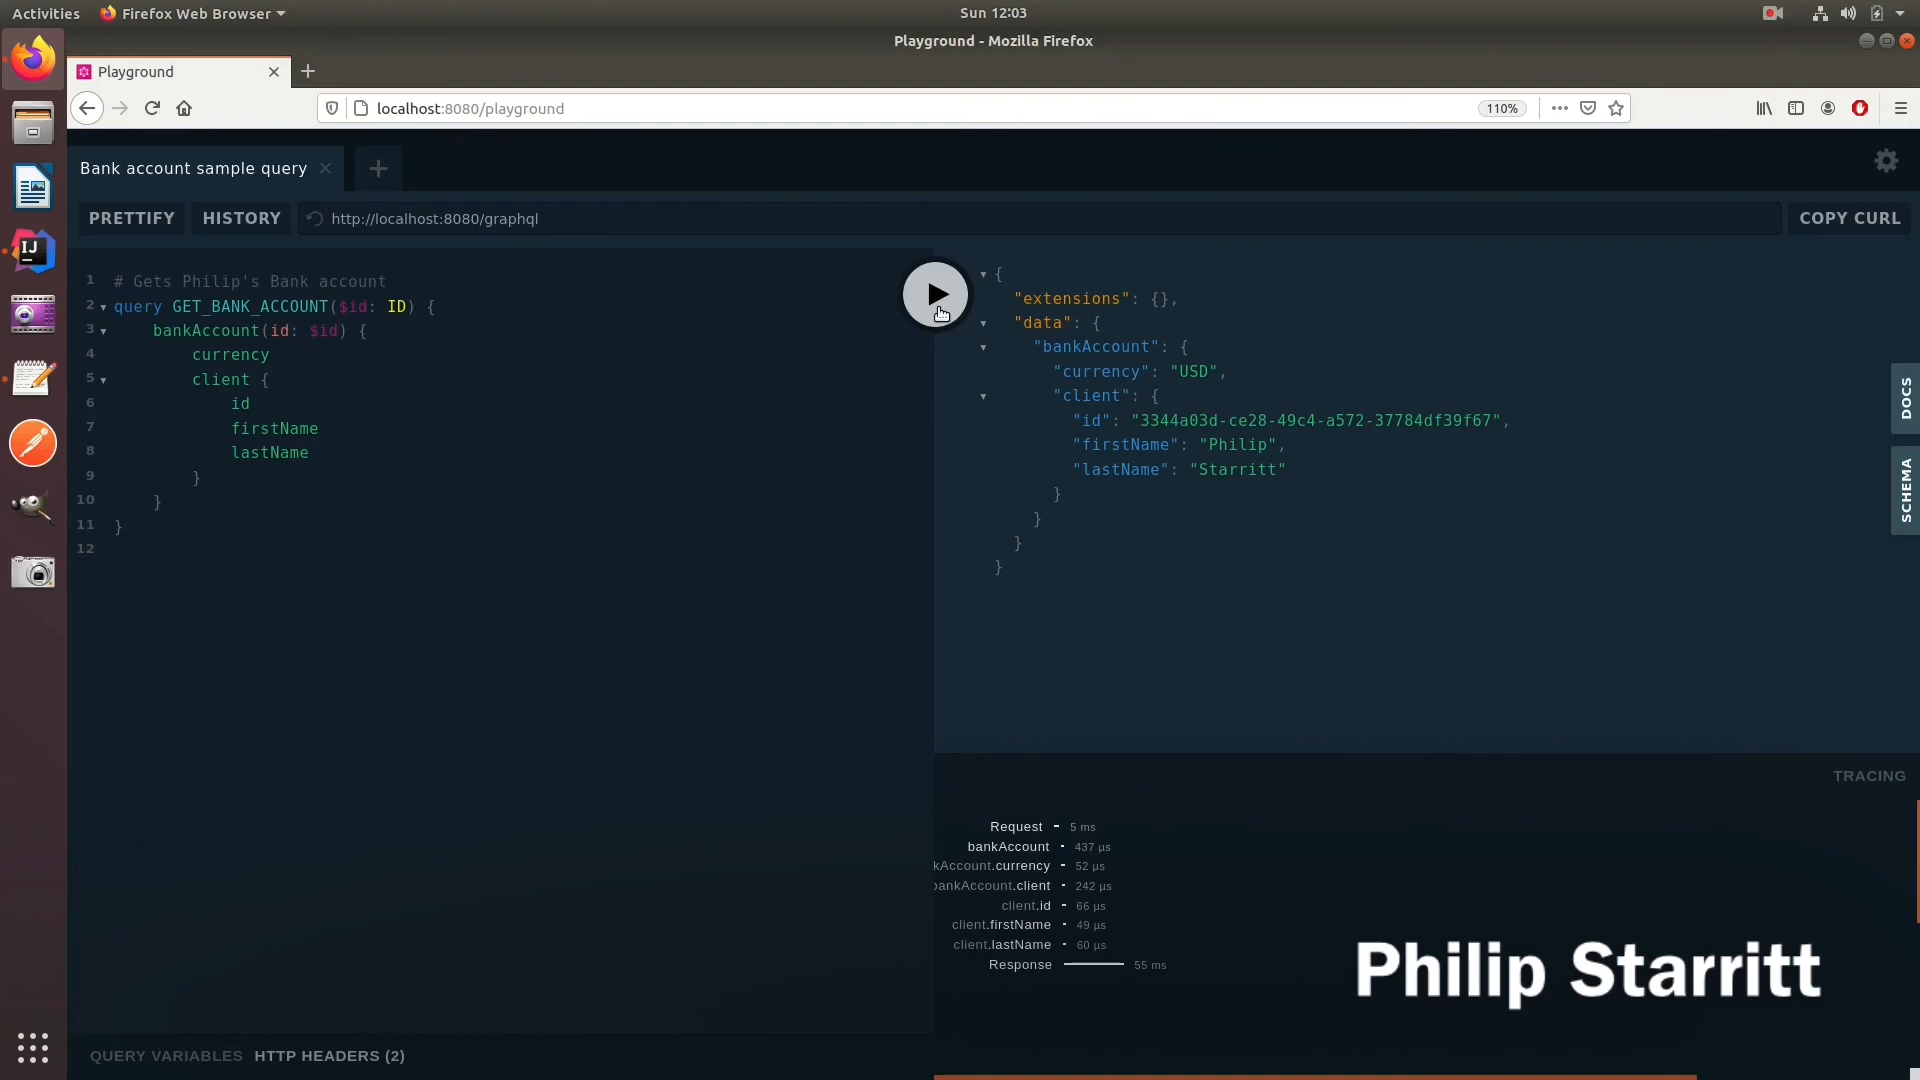 Activities Firefox Web Browser Sun 12:03
Playground - Mozilla Firefox
Playground
localhost:8080/playground 110%
Bank account sample query
PRETTIFY HISTORY http://localhost:8080/graphql COPY CURL
1 # Gets Philip's Bank account
2 query GET_BANK_ACCOUNT($id: ID) {
3 bankAccount(id: $id) {
4 currency
5 client {
6 id
7 firstName
8 lastName
9 }
10 }
11 }
12
{
"extensions": {},
"data": {
"bankAccount": {
"currency": "USD",
"client": {
"id": "3344a03d-ce28-49c4-a572-37784df39f67",
"firstName": "Philip",
"lastName": "Starritt"
}
}
}
}
DOCS
SCHEMA
TRACING
Request 5 ms
bankAccount 437 µs
kAccount.currency 52 µs
bankAccount.client 242 µs
client.id 66 µs
client.firstName 49 µs
client.lastName 60 µs
Response 55 ms
Philip Starritt
QUERY VARIABLES HTTP HEADERS (2)
IJ